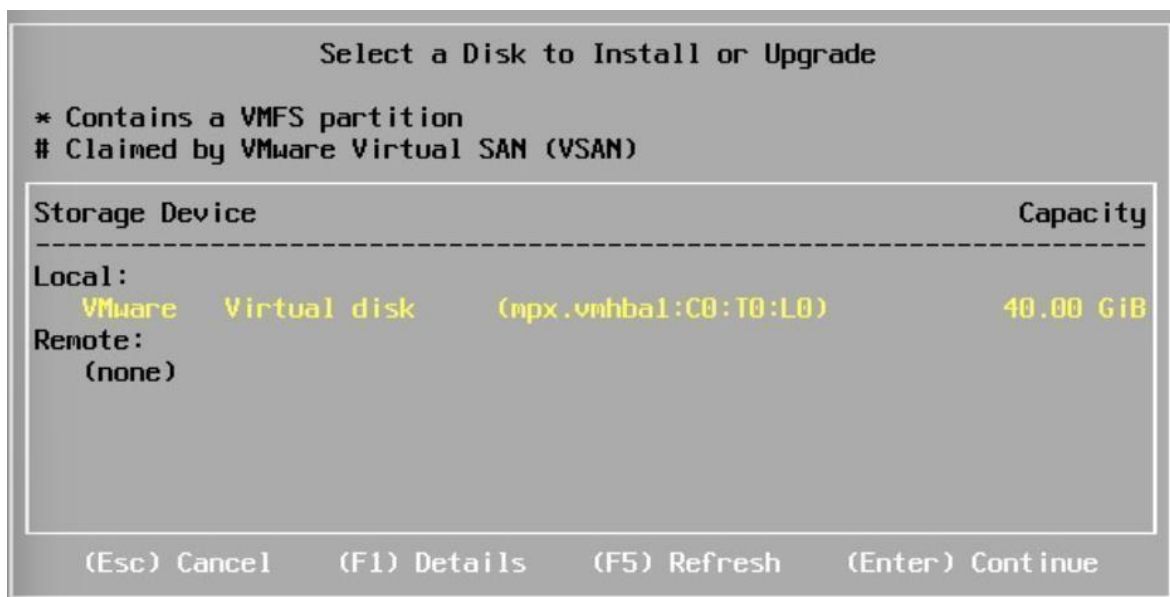 Select a Disk to Install or Upgrade
* Contains a VMFS partition
# Claimed by VMware Virtual SAN (VSAN)
Storage Device Capacity
Local:
VMware Virtual disk (mpx.vmhba1:C0:T0:L0) 40.00 GiB
Remote:
(none)
(Esc) Cancel (F1) Details (F5) Refresh (Enter) Continue